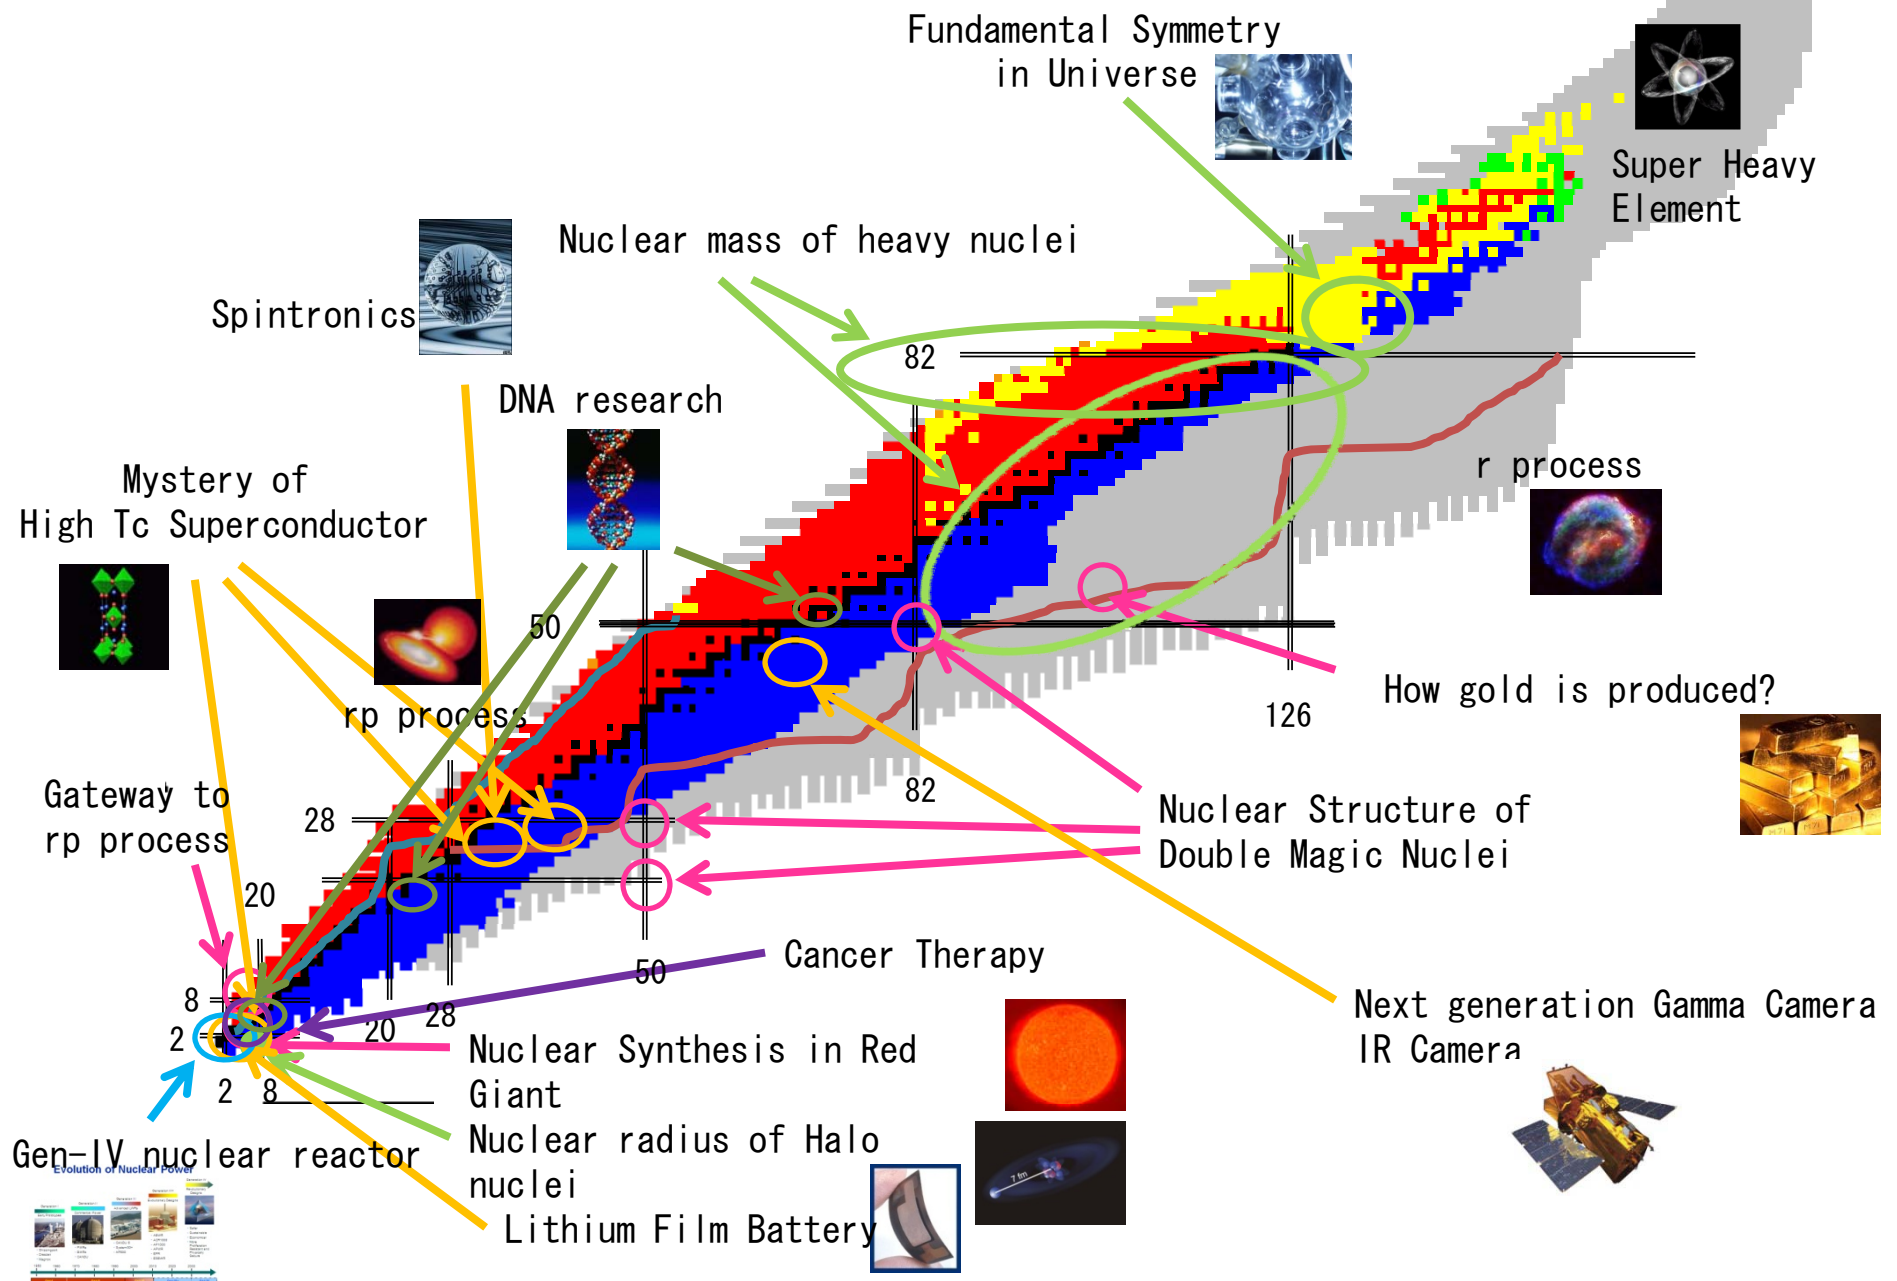 Fundamental Symmetry
in Universe
Super Heavy
Element
Nuclear mass of heavy nuclei
Spintronics
82
DNA research
Mystery of
High Tc Superconductor
r process
50
rp process
How gold is produced?
126
Gateway to
rp process
28
82
Nuclear Structure of
Double Magic Nuclei
20
Cancer Therapy
50
8
28
20
2
Next generation Gamma Camera
IR Camera
Nuclear Synthesis in Red
Giant
2
8
Nuclear radius of Halo
nuclei
7 fm
Gen-IV nuclear reactor
Evolution of Nuclear Power
Lithium Film Battery